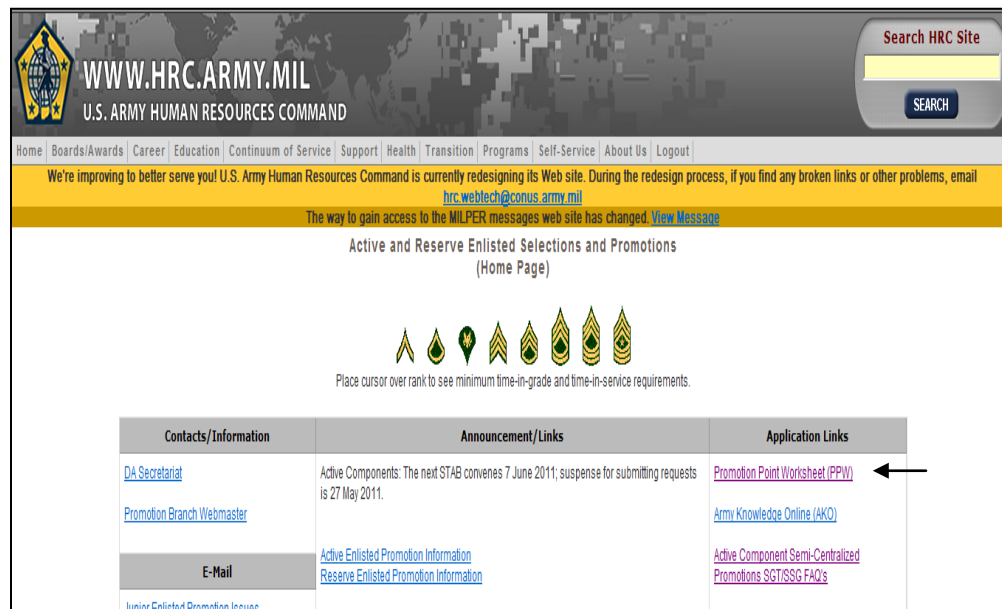 WWW.HRC.ARMY.MIL
U.S. ARMY HUMAN RESOURCES COMMAND
Search HRC Site
SEARCH
Home Boards/Awards Career Education Continuum of Service Support Health Transition Programs Self-Service About Us Logout
We're improving to better serve you! U.S. Army Human Resources Command is currently redesigning its Web site. During the redesign process, if you find any broken links or other problems, email
hrc.webtech@conus.army.mil
The way to gain access to the MILPER messages web site has changed. View Message
Active and Reserve Enlisted Selections and Promotions
(Home Page)
Place cursor over rank to see minimum time-in-grade and time-in-service requirements.
Contacts/Information
DA Secretariat
Promotion Branch Webmaster
E-Mail
Junior Enlisted Promotion Issues
Announcement/Links
Active Components: The next STAB convenes 7 June 2011; suspense for submitting requests
is 27 May 2011.
Active Enlisted Promotion Information
Reserve Enlisted Promotion Information
Application Links
Promotion Point Worksheet (PPW)
Army Knowledge Online (AKO)
Active Component Semi-Centralized
Promotions SGT/SSG FAQ's